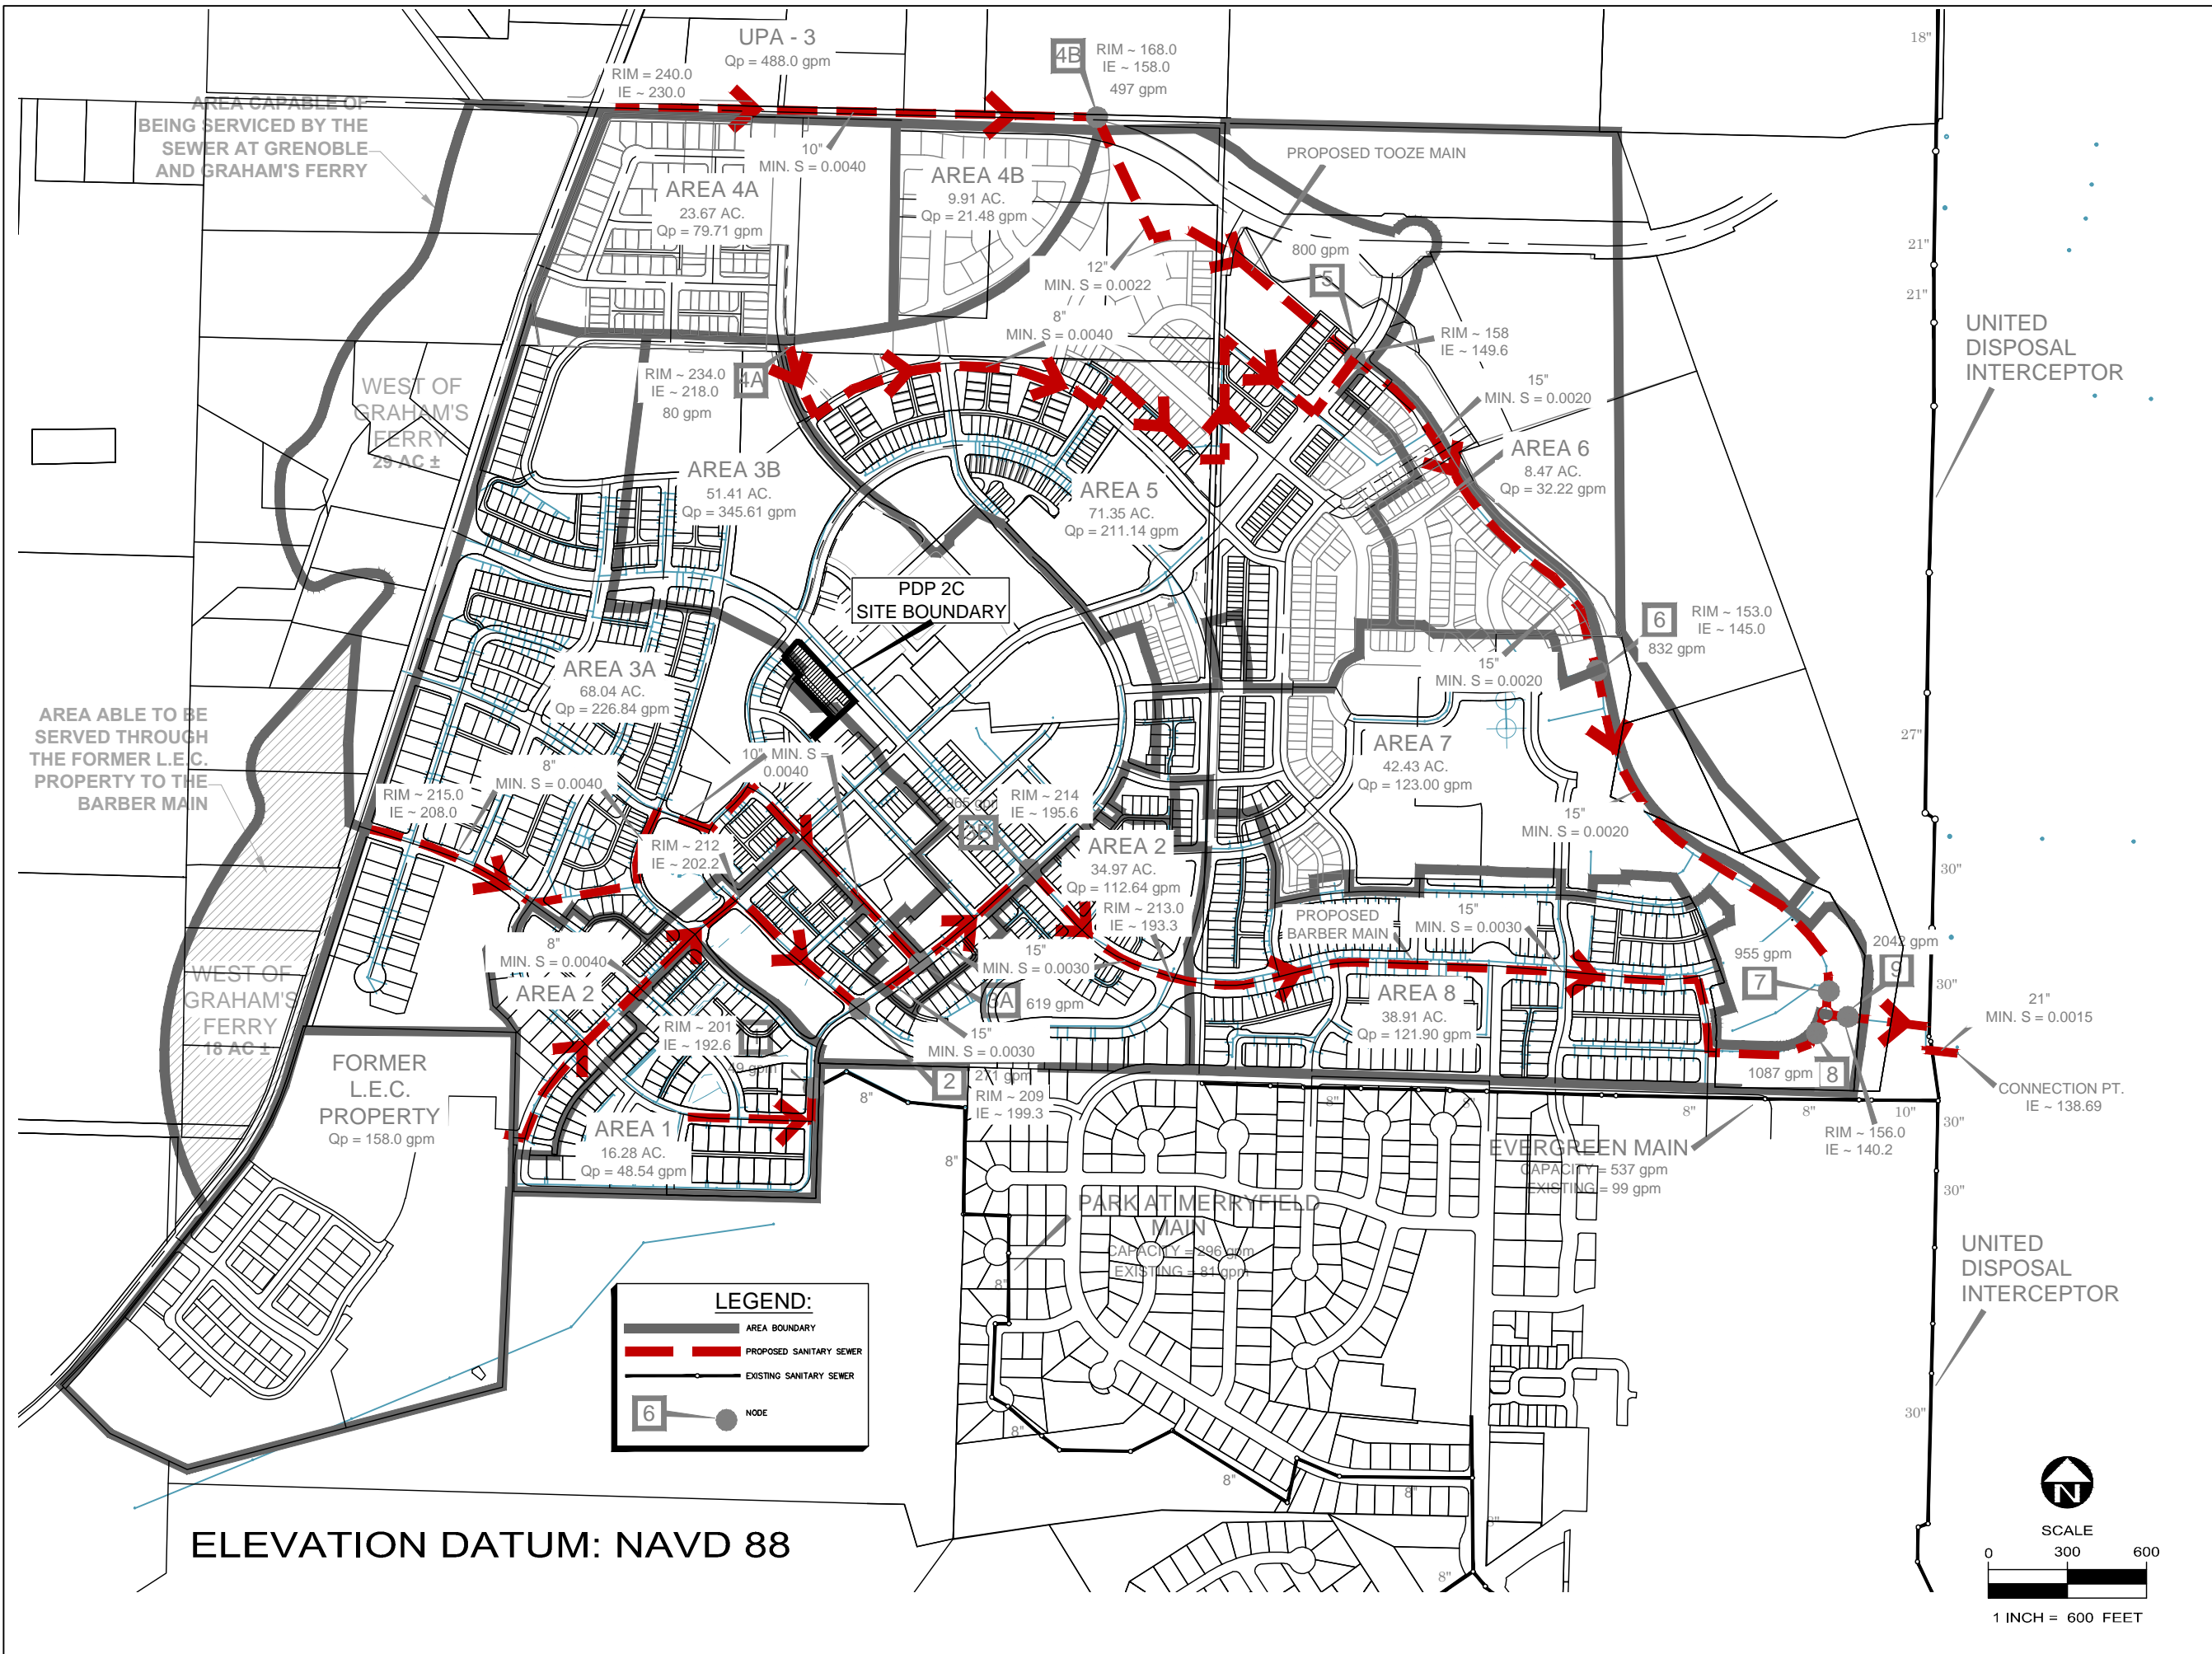 UPA - 3
Qp = 488.0 gpm
RIM = 240.0
IE ~ 230.0
4B
RIM ~ 168.0
IE ~ 158.0
497 gpm
18"
AREA CAPABLE OF
BEING SERVICED BY THE
SEWER AT GRENOBLE
AND GRAHAM'S FERRY
10"
MIN. S = 0.0040
PROPOSED TOOZE MAIN
AREA 4A
23.67 AC.
Qp = 79.71 gpm
AREA 4B
9.91 AC.
Qp = 21.48 gpm
12"
MIN. S = 0.0022
800 gpm
5
21"
21"
8"
MIN. S = 0.0040
RIM ~ 158
IE ~ 149.6
UNITED
DISPOSAL
INTERCEPTOR
RIM ~ 234.0
IE ~ 218.0
80 gpm
4A
WEST OF
GRAHAM'S
FERRY
29 AC ±
15"
MIN. S = 0.0020
AREA 3B
51.41 AC.
Qp = 345.61 gpm
AREA 5
71.35 AC.
Qp = 211.14 gpm
AREA 6
8.47 AC.
Qp = 32.22 gpm
PDP 2C
SITE BOUNDARY
6
RIM ~ 153.0
IE ~ 145.0
832 gpm
15"
MIN. S = 0.0020
AREA 3A
68.04 AC.
Qp = 226.84 gpm
AREA ABLE TO BE
SERVED THROUGH
THE FORMER L.E.C.
PROPERTY TO THE
BARBER MAIN
27"
AREA 7
42.43 AC.
Qp = 123.00 gpm
10" MIN. S =
0.0040
8"
MIN. S = 0.0040
RIM ~ 215.0
IE ~ 208.0
965 gpm
3B
RIM ~ 214
IE ~ 195.6
15"
MIN. S = 0.0020
RIM ~ 212
IE ~ 202.2
AREA 2
34.97 AC.
Qp = 112.64 gpm
30"
RIM ~ 213.0
IE ~ 193.3
PROPOSED
BARBER MAIN
15"
MIN. S = 0.0030
8"
MIN. S = 0.0040
15"
MIN. S = 0.0030
955 gpm
7
2042 gpm
9
30"
WEST OF
GRAHAM'S
FERRY
18 AC ±
AREA 2
3A
619 gpm
AREA 8
38.91 AC.
Qp = 121.90 gpm
21"
MIN. S = 0.0015
RIM ~ 201
IE ~ 192.6
1
49 gpm
15"
MIN. S = 0.0030
FORMER
L.E.C.
PROPERTY
Qp = 158.0 gpm
2
271 gpm
RIM ~ 209
IE ~ 199.3
1087 gpm
8
CONNECTION PT.
IE ~ 138.69
8"
8"
8"
8"
8"
10"
30"
AREA 1
16.28 AC.
Qp = 48.54 gpm
RIM ~ 156.0
IE ~ 140.2
EVERGREEN MAIN
CAPACITY = 537 gpm
EXISTING = 99 gpm
8"
30"
PARK AT MERRYFIELD
MAIN
CAPACITY = 296 gpm
EXISTING = 81 gpm
8"
UNITED
DISPOSAL
INTERCEPTOR
LEGEND:
AREA BOUNDARY
PROPOSED SANITARY SEWER
EXISTING SANITARY SEWER
6
NODE
30"
8"
8"
8"
8"
8"
ELEVATION DATUM: NAVD 88
N
SCALE
0 300 600
1 INCH = 600 FEET